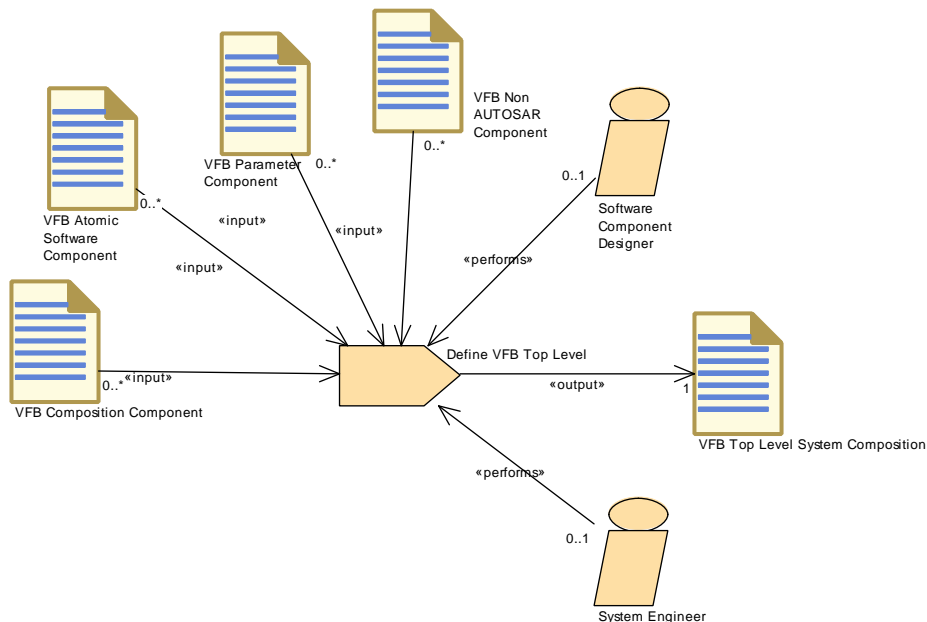 VFB Non
AUTOSAR
Component
0..*
VFB Parameter
Component
0..*
0..1
Software
Component
Designer
0..*
VFB Atomic
Software
Component
«input»
«input»
«input»
«performs»
Define VFB Top Level
0..*
«input»
VFB Composition Component
«output»
1
VFB Top Level System Composition
«performs»
0..1
System Engineer